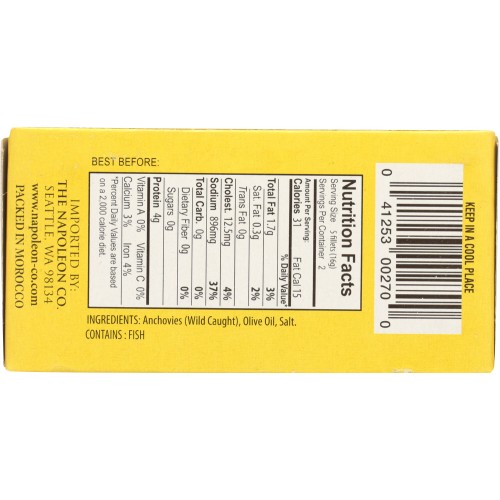 BEST BEFORE:
Nutrition Facts
Serving Size 5 fillets (16g)
Servings Per Container 2
Amount Per Serving
Calories 31 Fat Cal 15
% Daily Value*
Total Fat 1.7g 3%
Sat. Fat 0.3g 2%
Trans Fat 0g
Cholest. 12.5mg 4%
Sodium 896mg 37%
Total Carb. 0g 0%
Dietary Fiber 0g 0%
Sugars 0g
Protein 4g
Vitamin A 0% Vitamin C 0%
Calcium 3% Iron 4%
*Percent Daily Values are based
on a 2,000 calorie diet.
INGREDIENTS: Anchovies (Wild Caught), Olive Oil, Salt.
CONTAINS : FISH
IMPORTED BY:
THE NAPOLEON CO.
SEATTLE, WA 98134
www.napoleon-co.com
PACKED IN MOROCCO
KEEP IN A COOL PLACE
0 41253 00270 0